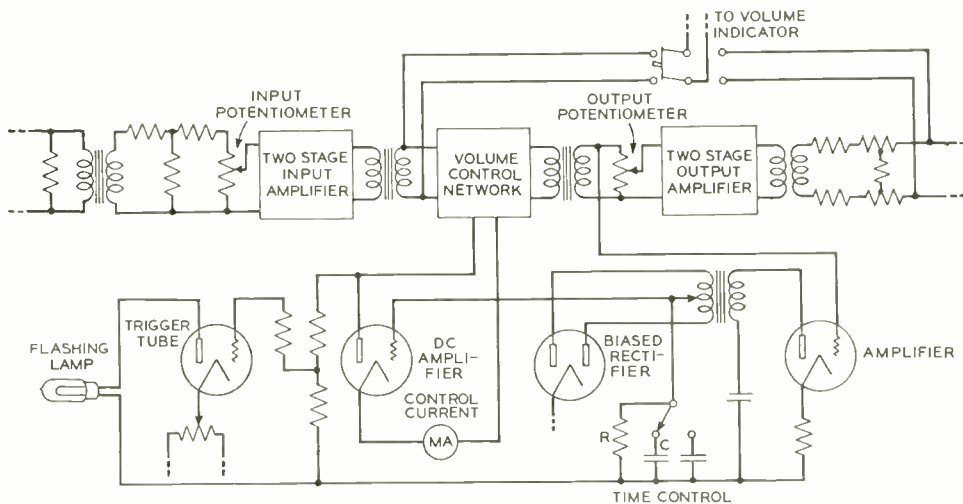 TO VOLUME
INDICATOR
INPUT
POTENTIOMETER
OUTPUT
POTENTIOMETER
TWO STAGE
INPUT
AMPLIFIER
VOLUME
CONTROL
NETWORK
TWO STAGE
OUTPUT
AMPLIFIER
FLASHING
LAMP
TRIGGER
TUBE
DC
AMPLI-
FIER
CONTROL
CURRENT
MA
BIASED
RECTI-
FIER
AMPLIFIER
R
C
TIME CONTROL